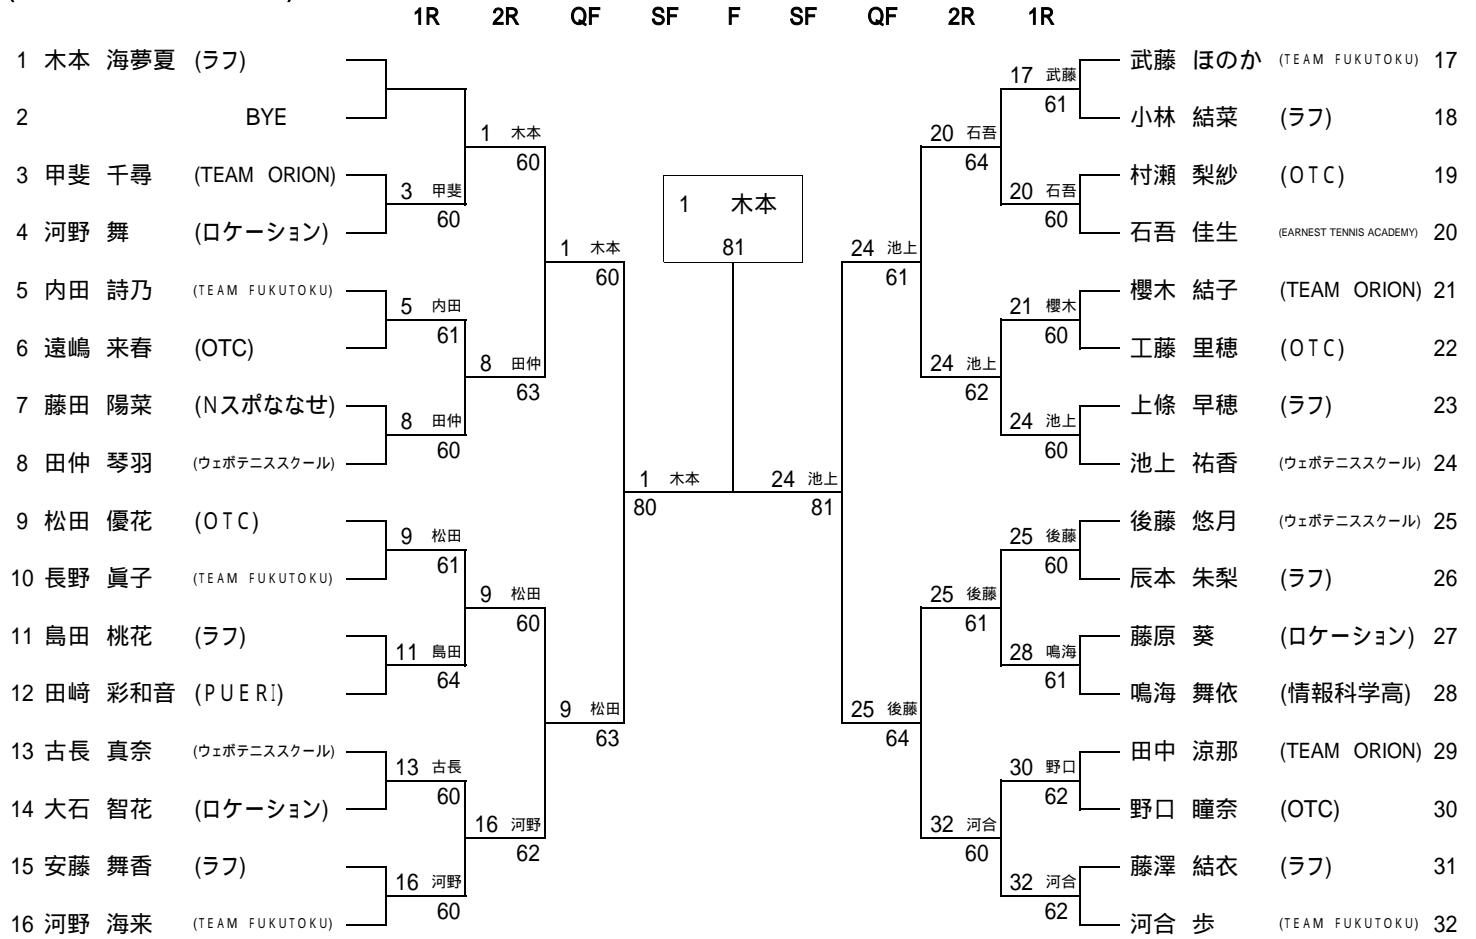 1R 2R QF SF F SF QF 2R 1R
1 木本 海夢夏 (ラフ)
2 BYE
3 甲斐 千尋 (TEAM ORION)
4 河野 舞 (ロケーション)
5 内田 詩乃 (TEAM FUKUTOKU)
6 遠嶋 来春 (OTC)
7 藤田 陽菜 (Nスポななせ)
8 田仲 琴羽 (ウェボテニススクール)
9 松田 優花 (OTC)
10 長野 眞子 (TEAM FUKUTOKU)
11 島田 桃花 (ラフ)
12 田﨑 彩和音 (PUERI)
13 古長 真奈 (ウェボテニススクール)
14 大石 智花 (ロケーション)
15 安藤 舞香 (ラフ)
16 河野 海来 (TEAM FUKUTOKU)
3 甲斐
60
5 内田
61
8 田仲
60
9 松田
61
11 島田
64
13 古長
60
16 河野
60
1 木本
60
8 田仲
63
9 松田
60
16 河野
62
1 木本
60
9 松田
63
1 木本
80
1 木本
81
24 池上
81
24 池上
61
25 後藤
64
20 石吾
64
24 池上
62
25 後藤
61
32 河合
60
17 武藤
61
20 石吾
60
21 櫻木
60
24 池上
60
25 後藤
60
28 鳴海
61
30 野口
62
32 河合
62
武藤 ほのか (TEAM FUKUTOKU) 17
小林 結菜 (ラフ) 18
村瀬 梨紗 (OTC) 19
石吾 佳生 (EARNEST TENNIS ACADEMY) 20
櫻木 結子 (TEAM ORION) 21
工藤 里穂 (OTC) 22
上條 早穂 (ラフ) 23
池上 祐香 (ウェボテニススクール) 24
後藤 悠月 (ウェボテニススクール) 25
辰本 朱梨 (ラフ) 26
藤原 葵 (ロケーション) 27
鳴海 舞依 (情報科学高) 28
田中 涼那 (TEAM ORION) 29
野口 瞳奈 (OTC) 30
藤澤 結衣 (ラフ) 31
河合 歩 (TEAM FUKUTOKU) 32